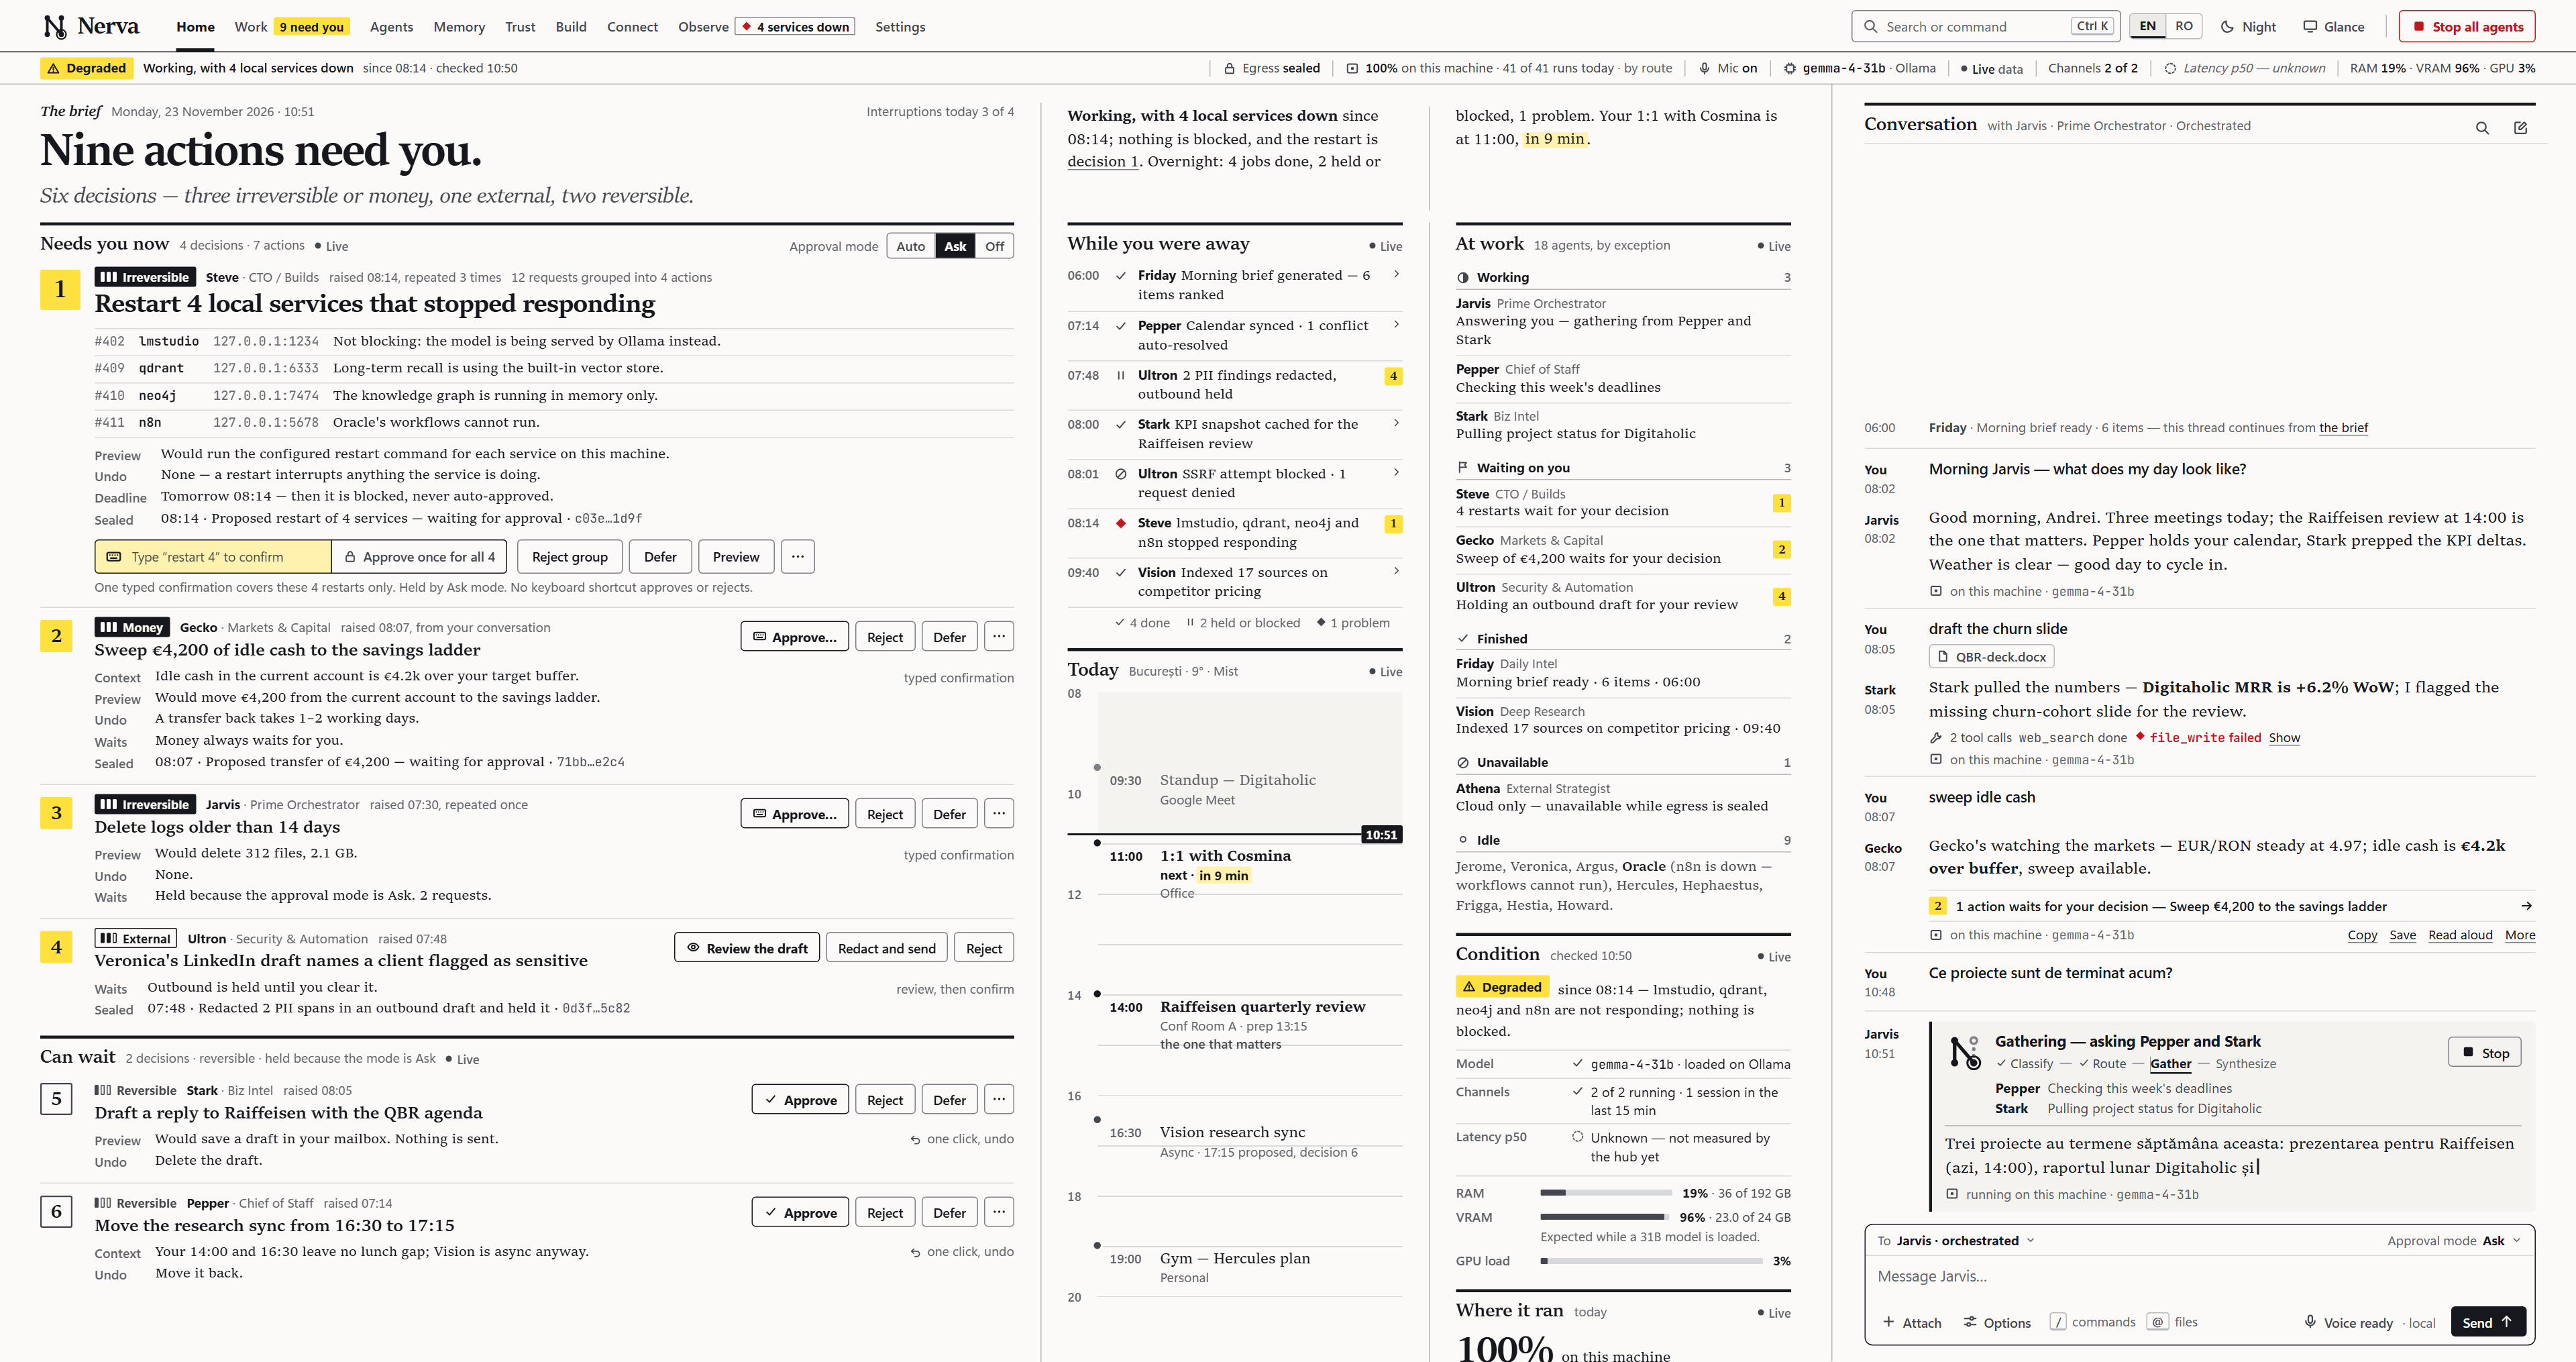 Nerva
Home
Work 9 need you
Agents
Memory
Trust
Build
Connect
Observe 4 services down
Settings
Search or command Ctrl K
EN RO
Night
Glance
Stop all agents
Degraded Working, with 4 local services down since 08:14 · checked 10:50
Egress sealed
100% on this machine · 41 of 41 runs today · by route
Mic on
gemma-4-31b · Ollama
Live data
Channels 2 of 2
Latency p50 — unknown
RAM 19% · VRAM 96% · GPU 3%
The brief Monday, 23 November 2026 · 10:51
Interruptions today 3 of 4
Nine actions need you.
Six decisions — three irreversible or money, one external, two reversible.
Working, with 4 local services down since
08:14; nothing is blocked, and the restart is
decision 1. Overnight: 4 jobs done, 2 held or
blocked, 1 problem. Your 1:1 with Cosmina is
at 11:00, in 9 min.
Needs you now 4 decisions · 7 actions Live
Approval mode Auto Ask Off
1
Irreversible Steve · CTO / Builds raised 08:14, repeated 3 times 12 requests grouped into 4 actions
Restart 4 local services that stopped responding
#402 lmstudio 127.0.0.1:1234 Not blocking: the model is being served by Ollama instead.
#409 qdrant 127.0.0.1:6333 Long-term recall is using the built-in vector store.
#410 neo4j 127.0.0.1:7474 The knowledge graph is running in memory only.
#411 n8n 127.0.0.1:5678 Oracle's workflows cannot run.
Preview Would run the configured restart command for each service on this machine.
Undo None — a restart interrupts anything the service is doing.
Deadline Tomorrow 08:14 — then it is blocked, never auto-approved.
Sealed 08:14 · Proposed restart of 4 services — waiting for approval · c03e…1d9f
Type “restart 4” to confirm Approve once for all 4 Reject group Defer Preview ···
One typed confirmation covers these 4 restarts only. Held by Ask mode. No keyboard shortcut approves or rejects.
2
Money Gecko · Markets & Capital raised 08:07, from your conversation
Sweep €4,200 of idle cash to the savings ladder
Approve… Reject Defer ···
typed confirmation
Context Idle cash in the current account is €4.2k over your target buffer.
Preview Would move €4,200 from the current account to the savings ladder.
Undo A transfer back takes 1–2 working days.
Waits Money always waits for you.
Sealed 08:07 · Proposed transfer of €4,200 — waiting for approval · 71bb…e2c4
3
Irreversible Jarvis · Prime Orchestrator raised 07:30, repeated once
Delete logs older than 14 days
Approve… Reject Defer ···
typed confirmation
Preview Would delete 312 files, 2.1 GB.
Undo None.
Waits Held because the approval mode is Ask. 2 requests.
4
External Ultron · Security & Automation raised 07:48
Veronica's LinkedIn draft names a client flagged as sensitive
Review the draft Redact and send Reject
review, then confirm
Waits Outbound is held until you clear it.
Sealed 07:48 · Redacted 2 PII spans in an outbound draft and held it · 0d3f…5c82
Can wait 2 decisions · reversible · held because the mode is Ask Live
5
Reversible Stark · Biz Intel raised 08:05
Draft a reply to Raiffeisen with the QBR agenda
Approve Reject Defer ···
one click, undo
Preview Would save a draft in your mailbox. Nothing is sent.
Undo Delete the draft.
6
Reversible Pepper · Chief of Staff raised 07:14
Move the research sync from 16:30 to 17:15
Approve Reject Defer ···
one click, undo
Context Your 14:00 and 16:30 leave no lunch gap; Vision is async anyway.
Undo Move it back.
While you were away Live
06:00 Friday Morning brief generated — 6
items ranked
07:14 Pepper Calendar synced · 1 conflict
auto-resolved
07:48 Ultron 2 PII findings redacted, 4
outbound held
08:00 Stark KPI snapshot cached for the
Raiffeisen review
08:01 Ultron SSRF attempt blocked · 1
request denied
08:14 Steve lmstudio, qdrant, neo4j and 1
n8n stopped responding
09:40 Vision Indexed 17 sources on
competitor pricing
4 done 2 held or blocked 1 problem
Today București · 9° · Mist Live
08
09:30 Standup — Digitaholic
Google Meet
10
10:51
11:00 1:1 with Cosmina
next · in 9 min
Office
12
14
14:00 Raiffeisen quarterly review
Conf Room A · prep 13:15
the one that matters
16
16:30 Vision research sync
Async · 17:15 proposed, decision 6
18
19:00 Gym — Hercules plan
Personal
20
At work 18 agents, by exception Live
Working 3
Jarvis Prime Orchestrator
Answering you — gathering from Pepper and
Stark
Pepper Chief of Staff
Checking this week's deadlines
Stark Biz Intel
Pulling project status for Digitaholic
Waiting on you 3
Steve CTO / Builds
4 restarts wait for your decision 1
Gecko Markets & Capital
Sweep of €4,200 waits for your decision 2
Ultron Security & Automation
Holding an outbound draft for your review 4
Finished 2
Friday Daily Intel
Morning brief ready · 6 items · 06:00
Vision Deep Research
Indexed 17 sources on competitor pricing · 09:40
Unavailable 1
Athena External Strategist
Cloud only — unavailable while egress is sealed
Idle 9
Jerome, Veronica, Argus, Oracle (n8n is down —
workflows cannot run), Hercules, Hephaestus,
Frigga, Hestia, Howard.
Condition checked 10:50 Live
Degraded since 08:14 — lmstudio, qdrant,
neo4j and n8n are not responding; nothing is
blocked.
Model gemma-4-31b · loaded on Ollama
Channels 2 of 2 running · 1 session in the
last 15 min
Latency p50 Unknown — not measured by
the hub yet
RAM 19% · 36 of 192 GB
VRAM 96% · 23.0 of 24 GB
Expected while a 31B model is loaded.
GPU load 3%
Where it ran today Live
100% on this machine
Conversation with Jarvis · Prime Orchestrator · Orchestrated
06:00 Friday · Morning brief ready · 6 items — this thread continues from the brief
You Morning Jarvis — what does my day look like?
08:02
Jarvis Good morning, Andrei. Three meetings today; the Raiffeisen review at 14:00 is
08:02 the one that matters. Pepper holds your calendar, Stark prepped the KPI deltas.
Weather is clear — good day to cycle in.
on this machine · gemma-4-31b
You draft the churn slide
08:05 QBR-deck.docx
Stark Stark pulled the numbers — Digitaholic MRR is +6.2% WoW; I flagged the
08:05 missing churn-cohort slide for the review.
2 tool calls web_search done file_write failed Show
on this machine · gemma-4-31b
You sweep idle cash
08:07
Gecko Gecko's watching the markets — EUR/RON steady at 4.97; idle cash is €4.2k
08:07 over buffer, sweep available.
2 1 action waits for your decision — Sweep €4,200 to the savings ladder
on this machine · gemma-4-31b Copy Save Read aloud More
You Ce proiecte sunt de terminat acum?
10:48
Jarvis Gathering — asking Pepper and Stark
10:51 Classify — Route — Gather — Synthesize
Stop
Pepper Checking this week's deadlines
Stark Pulling project status for Digitaholic
Trei proiecte au termene săptămâna aceasta: prezentarea pentru Raiffeisen
(azi, 14:00), raportul lunar Digitaholic și
running on this machine · gemma-4-31b
To Jarvis · orchestrated Approval mode Ask
Message Jarvis…
Attach Options / commands @ files Voice ready · local Send